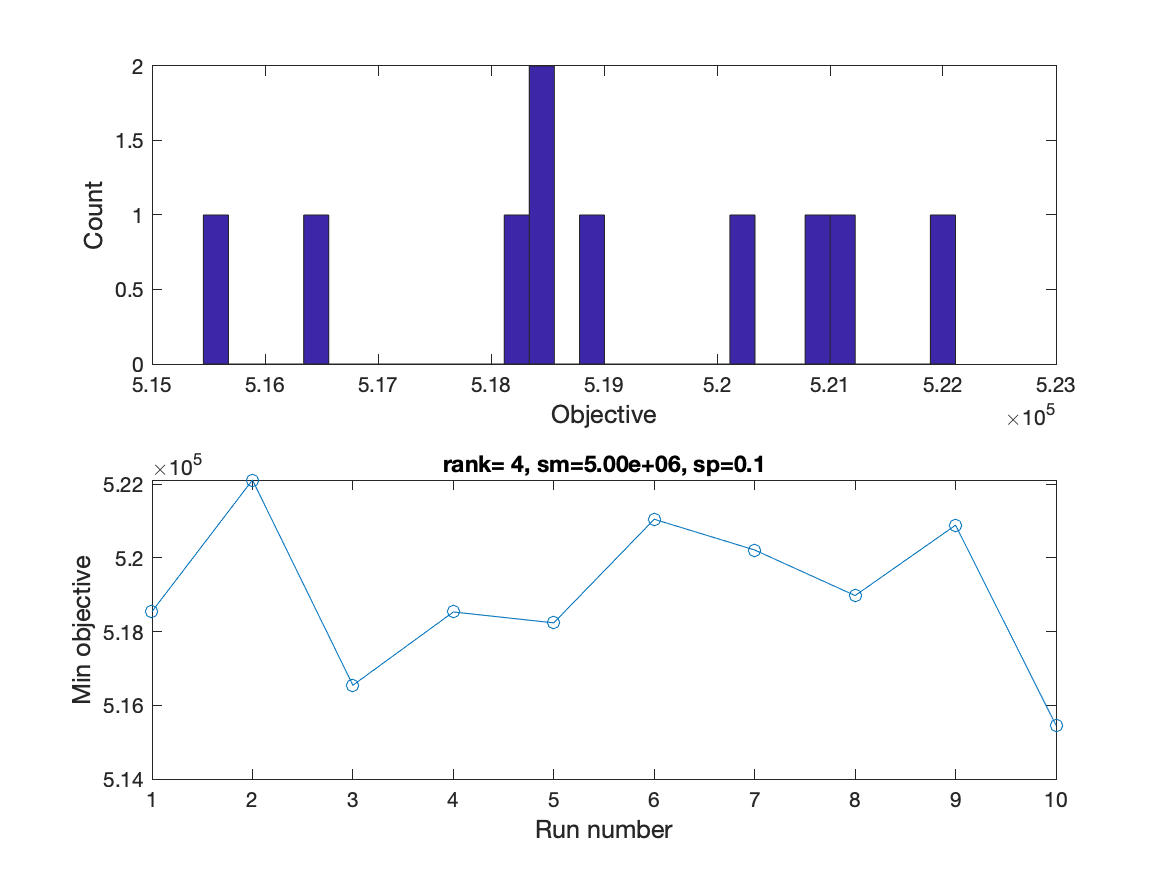 2
1.5
1
0.5
0
Count
5.15 5.16 5.17 5.18 5.19 5.2 5.21 5.22 5.23
Objective
×10^5
×10^5
rank= 4, sm=5.00e+06, sp=0.1
5.22
5.2
5.18
5.16
5.14
Min objective
1 2 3 4 5 6 7 8 9 10
Run number